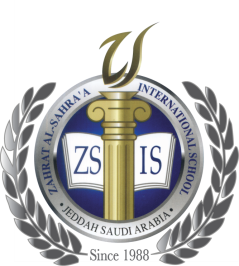 ZAHRAT AL-SAHRA'A INTERNATIONAL SCHOOL
ZS IS
• JEDDAH SAUDI ARABIA •
Since 1988